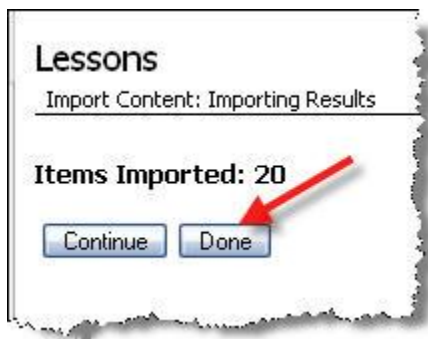 Lessons
Import Content: Importing Results
Items Imported: 20
Continue Done